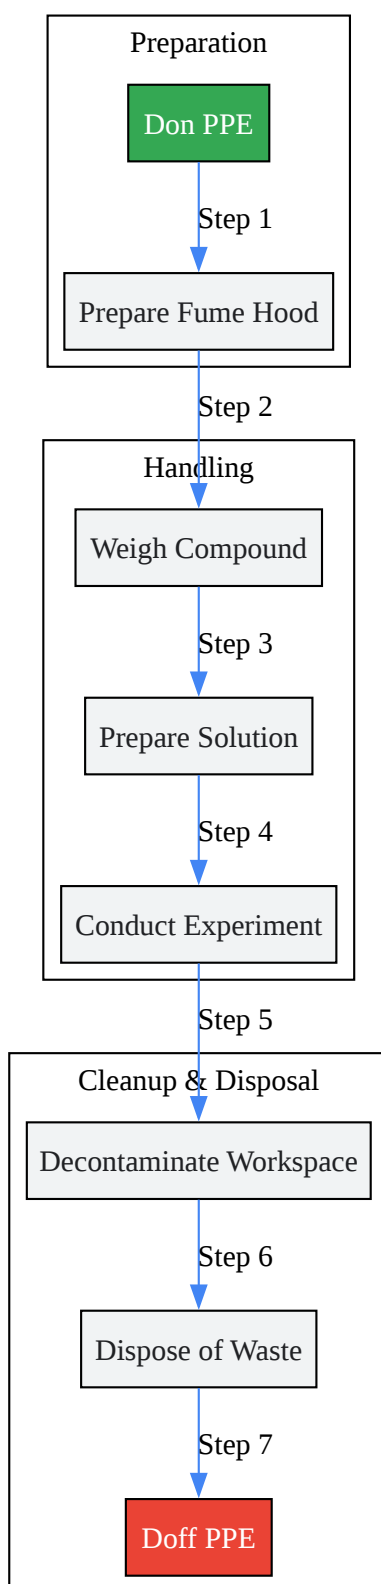 Preparation
Don PPE
Step 1
Prepare Fume Hood
Step 2
Handling
Weigh Compound
Step 3
Prepare Solution
Step 4
Conduct Experiment
Step 5
Cleanup & Disposal
Decontaminate Workspace
Step 6
Dispose of Waste
Step 7
Doff PPE